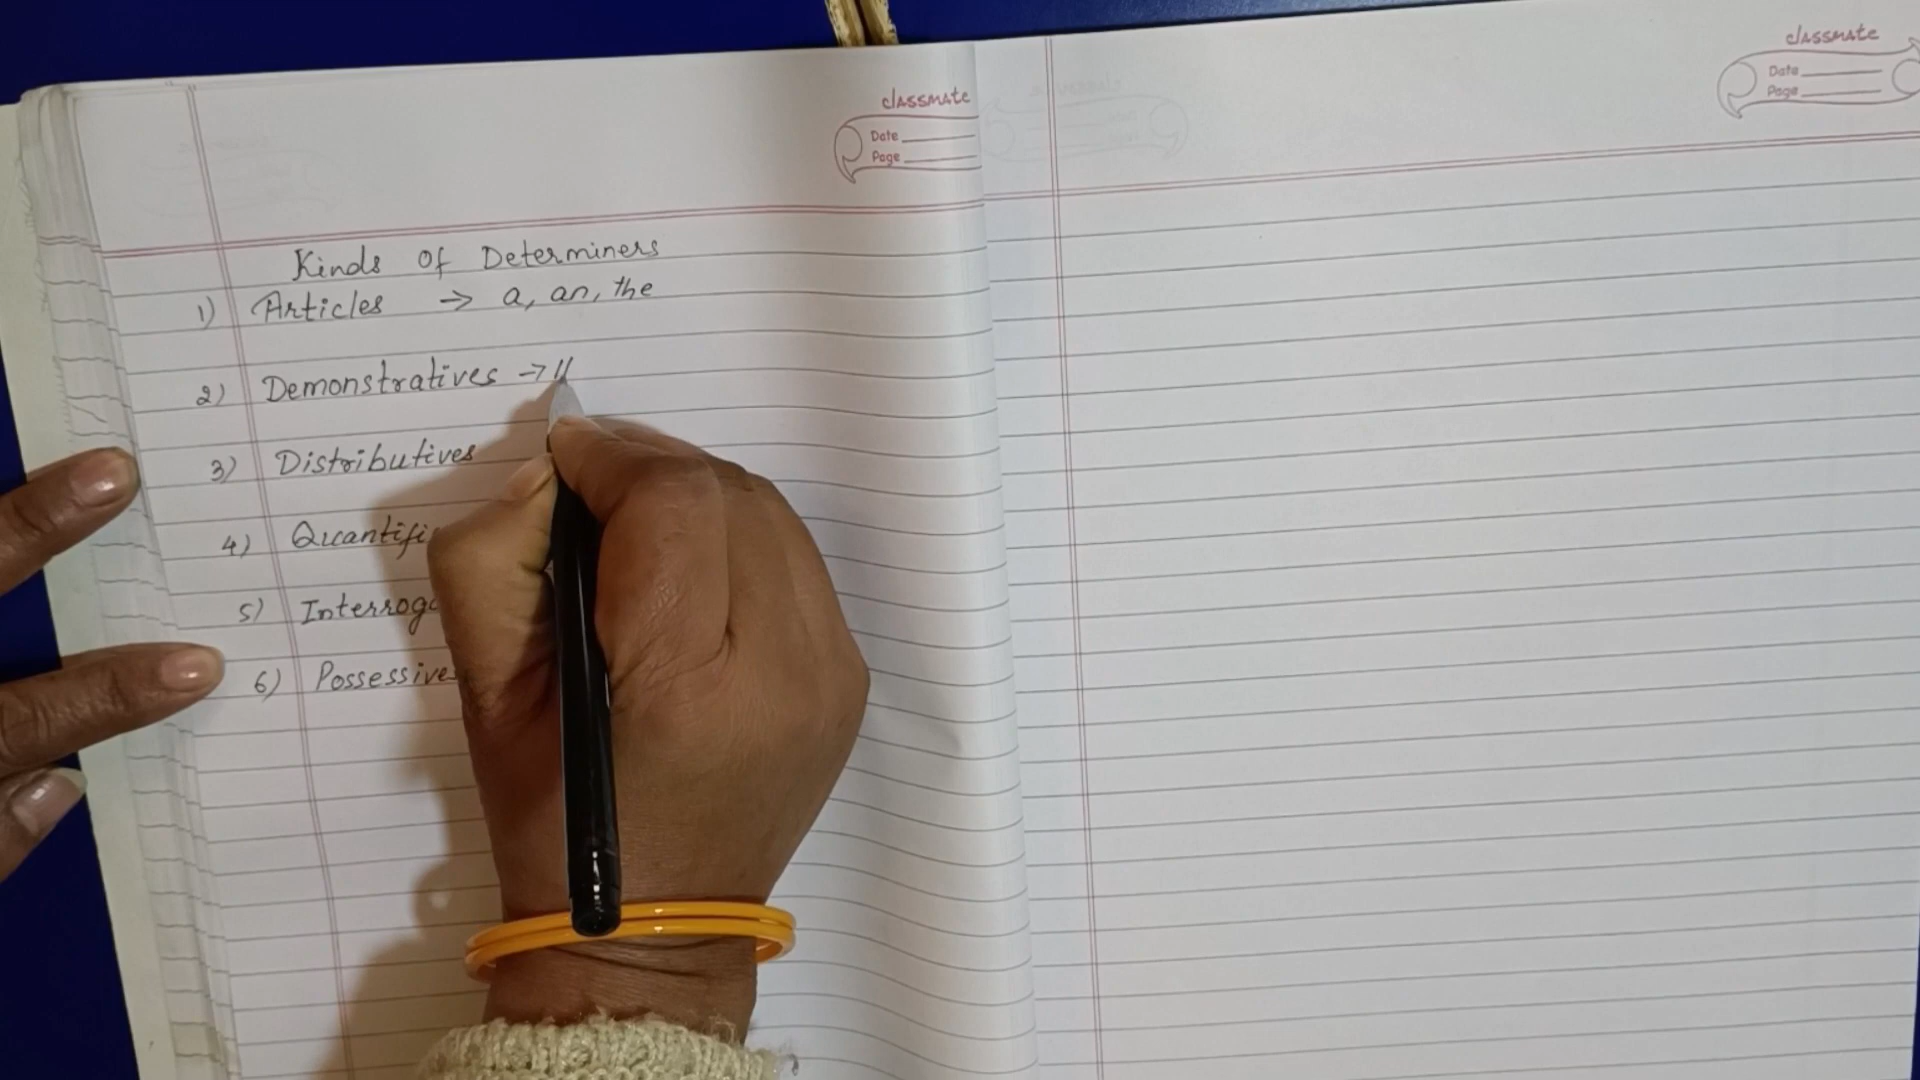 classmate
Date
Page
classmate
Date
Page
Kinds Of Determiners
1) Articles → a, an, the
2) Demonstratives →
3) Distributives
4)
5)
6) Possessives